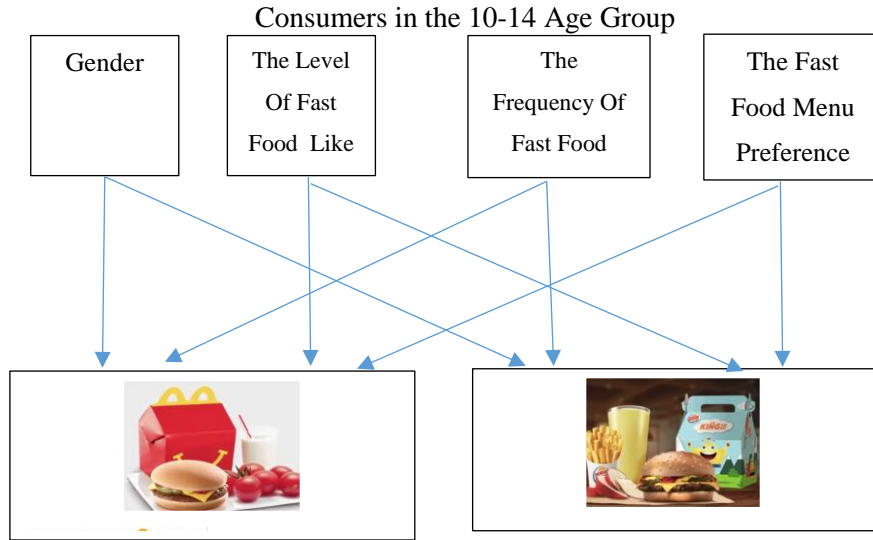 Consumers in the 10-14 Age Group
Gender
The Level
Of Fast
Food Like
The
Frequency Of
Fast Food
The Fast
Food Menu
Preference
KING